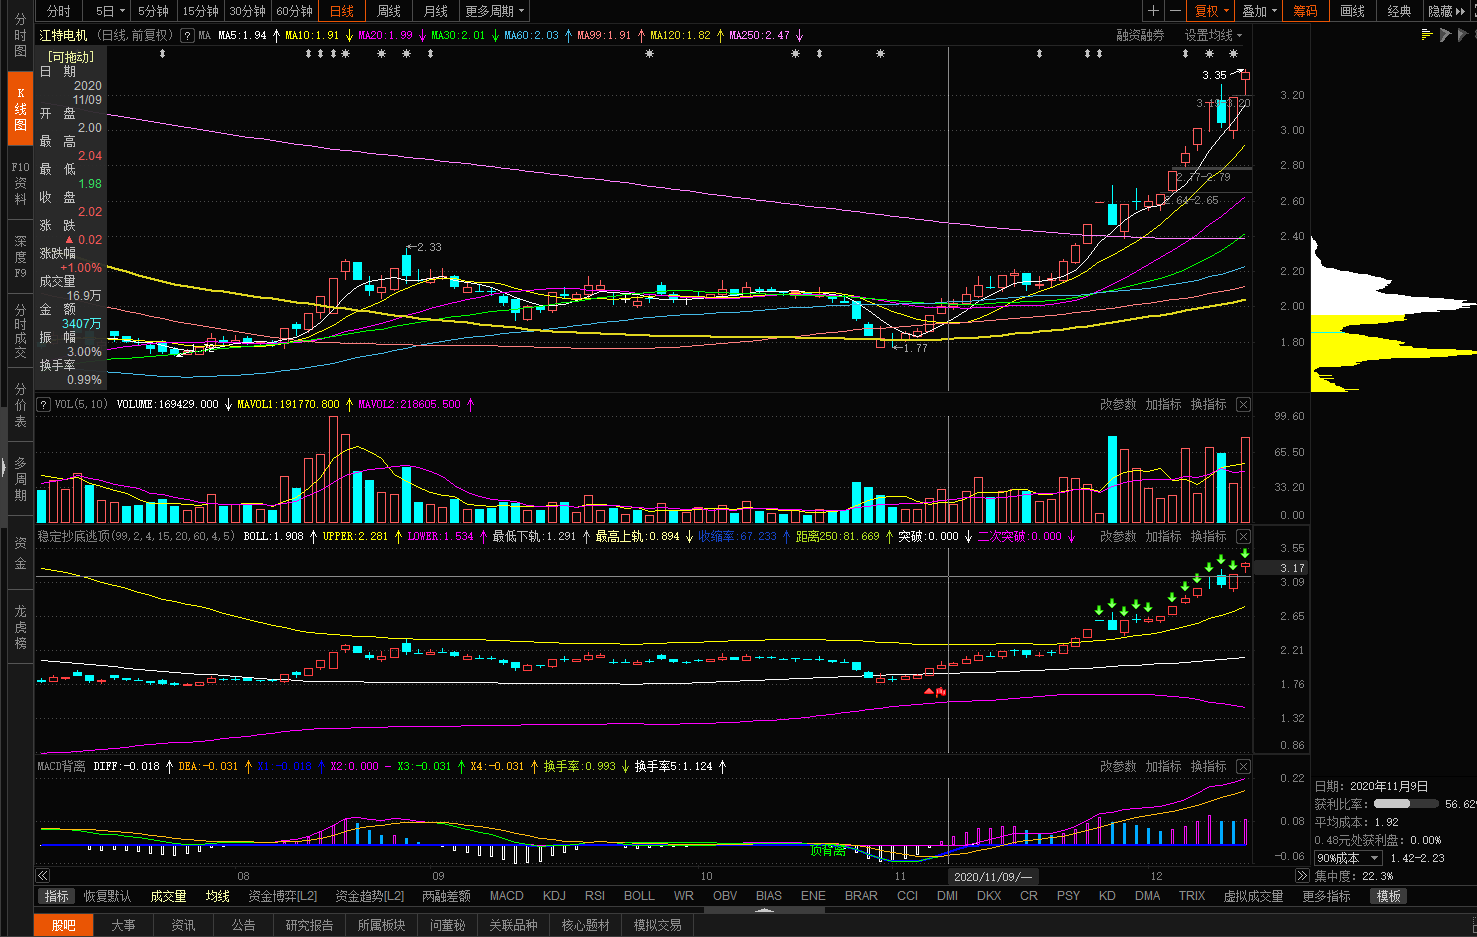 分时 5日 5分钟 15分钟 30分钟 60分钟 日线 周线 月线 更多周期 复权 叠加 筹码 画线 经典 隐藏
江特电机 (日线,前复权) ? MA MA5:1.94 ↑ MA10:1.91 ↓ MA20:1.99 ↓ MA30:2.01 ↓ MA60:2.03 ↑ MA99:1.91 ↑ MA120:1.82 ↑ MA250:2.47 ↓ 融资融券 设置均线
分时图
K线图
F10资料
深度F9
分时成交
分价表
多周期
资金
龙虎榜
[可拖动]
日 期
2020
11/09
开 盘
2.00
最 高
2.04
最 低
1.98
收 盘
2.02
涨 跌
▲ 0.02
涨跌幅
+1.00%
成交量
16.9万
金 额
3407万
振 幅
3.00%
换手率
0.99%
3.35
2.77-2.79
2.64-2.65
←2.33
←1.77
3.20
3.00
2.80
2.60
2.40
2.20
2.00
1.80
? VOL(5,10) VOLUME:169429.000 ↓ MAVOL1:191770.800 ↑ MAVOL2:218605.500 ↑ 改参数 加指标 换指标
99.60
65.50
33.20
0.00
稳定抄底逃顶(99,2,4,15,20,60,4,5) BOLL:1.908 ↑ UPPER:2.281 ↑ LOWER:1.534 ↑ 最低下轨:1.291 ↑ 最高上轨:0.894 ↓ 收缩率:67.233 ↑ 距离250:81.669 ↑ 突破:0.000 ↓ 二次突破:0.000 ↓ 改参数 加指标 换指标
3.55
3.17
3.09
2.65
2.21
1.76
1.32
0.86
MACD背离 DIFF:-0.018 ↑ DEA:-0.031 ↑ X1:-0.018 ↑ X2:0.000 - X3:-0.031 ↑ X4:-0.031 ↑ 换手率:0.993 ↓ 换手率5:1.124 ↑ 改参数 加指标 换指标
0.22
0.08
-0.06
顶背离
08 09 10 11 2020/11/09/一 12
日期: 2020年11月9日
获利比率: 56.62
平均成本: 1.92
0.48元处获利盘: 0.00%
90%成本 1.42-2.23
集中度: 22.3%
指标 恢复默认 成交量 均线 资金博弈[L2] 资金趋势[L2] 两融差额 MACD KDJ RSI BOLL WR OBV BIAS ENE BRAR CCI DMI DKX CR PSY KD DMA TRIX 虚拟成交量 更多指标 模板
股吧 大事 资讯 公告 研究报告 所属板块 问董秘 关联品种 核心题材 模拟交易